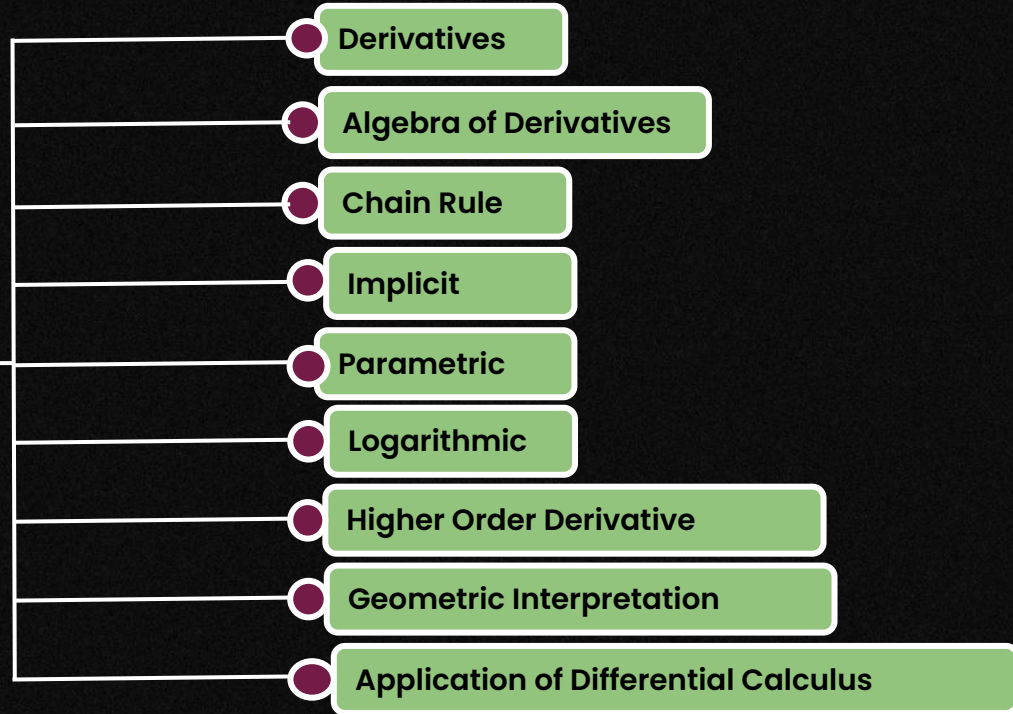 Derivatives
Algebra of Derivatives
Chain Rule
Implicit
Parametric
Logarithmic
Higher Order Derivative
Geometric Interpretation
Application of Differential Calculus